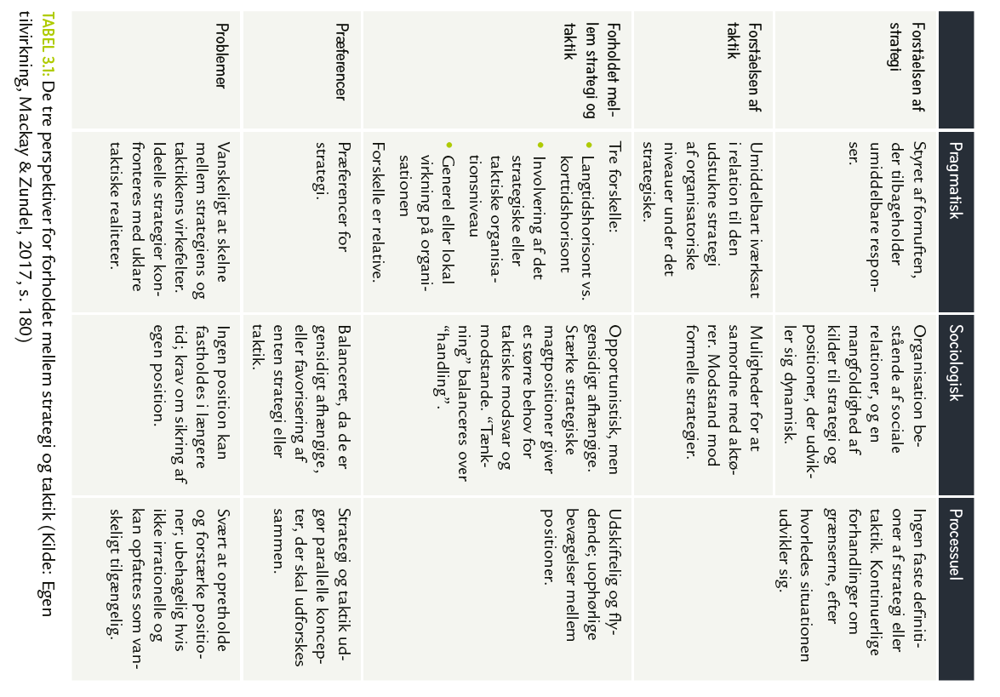 Pragmatisk
Sociologisk
Processuel
Forståelsen af
strategi
Styret af fornuften,
der tilbageholder
umiddelbare respon-
ser.
Organisation be-
stående af sociale
relationer, og en
mangfoldighed af
kilder til strategi og
positioner, der udvik-
ler sig dynamisk.
Ingen faste definiti-
oner af strategi eller
taktik. Kontinuerlige
forhandlinger om
grænserne, efter
hvorledes situationen
udvikler sig.
Forståelsen af
taktik
Umiddelbart iværksat
i relation til den
udstukne strategi
af organisatoriske
niveauer under det
strategiske.
Muligheder for at
samordne med aktø-
rer. Modstand mod
formelle strategier.
Forholdet mel-
lem strategi og
taktik
Tre forskelle:
• Langtidshorisont vs.
korttidshorisont
• Involvering af det
strategiske eller
taktiske organisa-
tionsniveau
• Generel eller lokal
virkning på organi-
sationen
Forskelle er relative.
Opportunistisk, men
gensidigt afhængige.
Stærke strategiske
magtpositioner giver
et større behov for
taktiske modsvar og
modstande. “Tænk-
ning” balanceres over
“handling”.
Udskiftelig og fly-
dende; uophørlige
bevægelser mellem
positioner.
Præferencer
Præferencer for
strategi.
Balanceret, da de er
gensidigt afhængige,
eller favorisering af
enten strategi eller
taktik.
Strategi og taktik ud-
gør parallelle koncep-
ter, der skal udforskes
sammen.
Problemer
Vanskeligt at skelne
mellem strategiens og
taktikkens virkefelter.
Ideelle strategier kon-
fronteres med uklare
taktiske realiteter.
Ingen position kan
fastholdes i længere
tid; krav om sikring af
egen position.
Svært at opretholde
og forstærke positio-
ner; ubehagelig hvis
ikke irrationelle og
kan opfattes som van-
skeligt tilgængelig.
TABEL 3.1: De tre perspektiver for forholdet mellem strategi og taktik (Kilde: Egen
tilvirkning, Mackay & Zundel, 2017, s. 180)